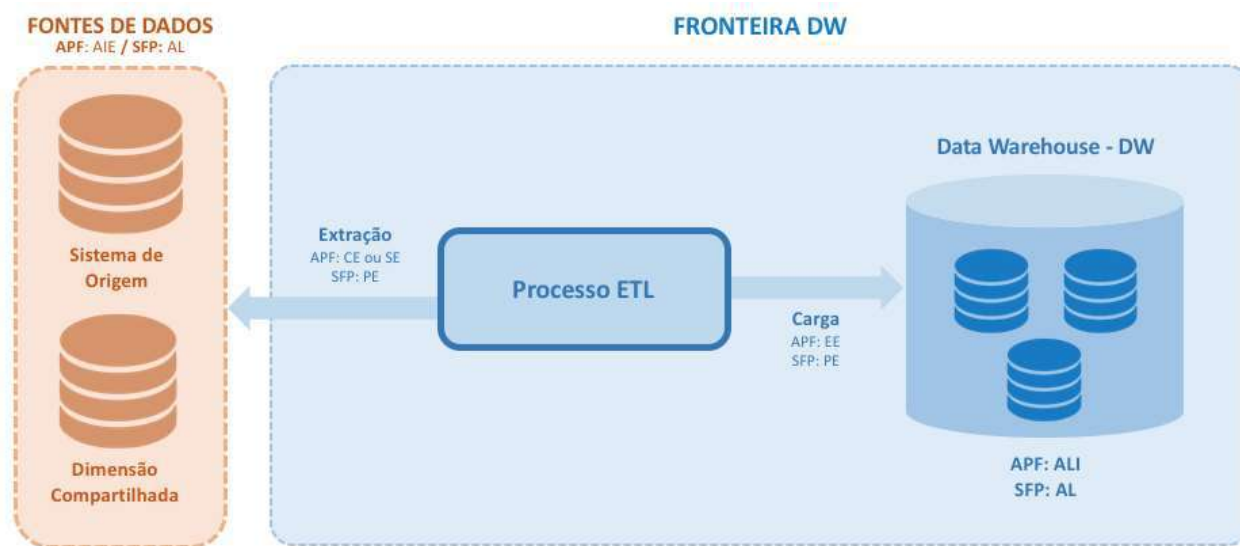 FONTES DE DADOS
APF: AIE / SFP: AL
Sistema de
Origem
Dimensão
Compartilhada
FRONTEIRA DW
Extração
APF: CE ou SE
SFP: PE
Processo ETL
Carga
APF: EE
SFP: PE
Data Warehouse - DW
APF: ALI
SFP: AL